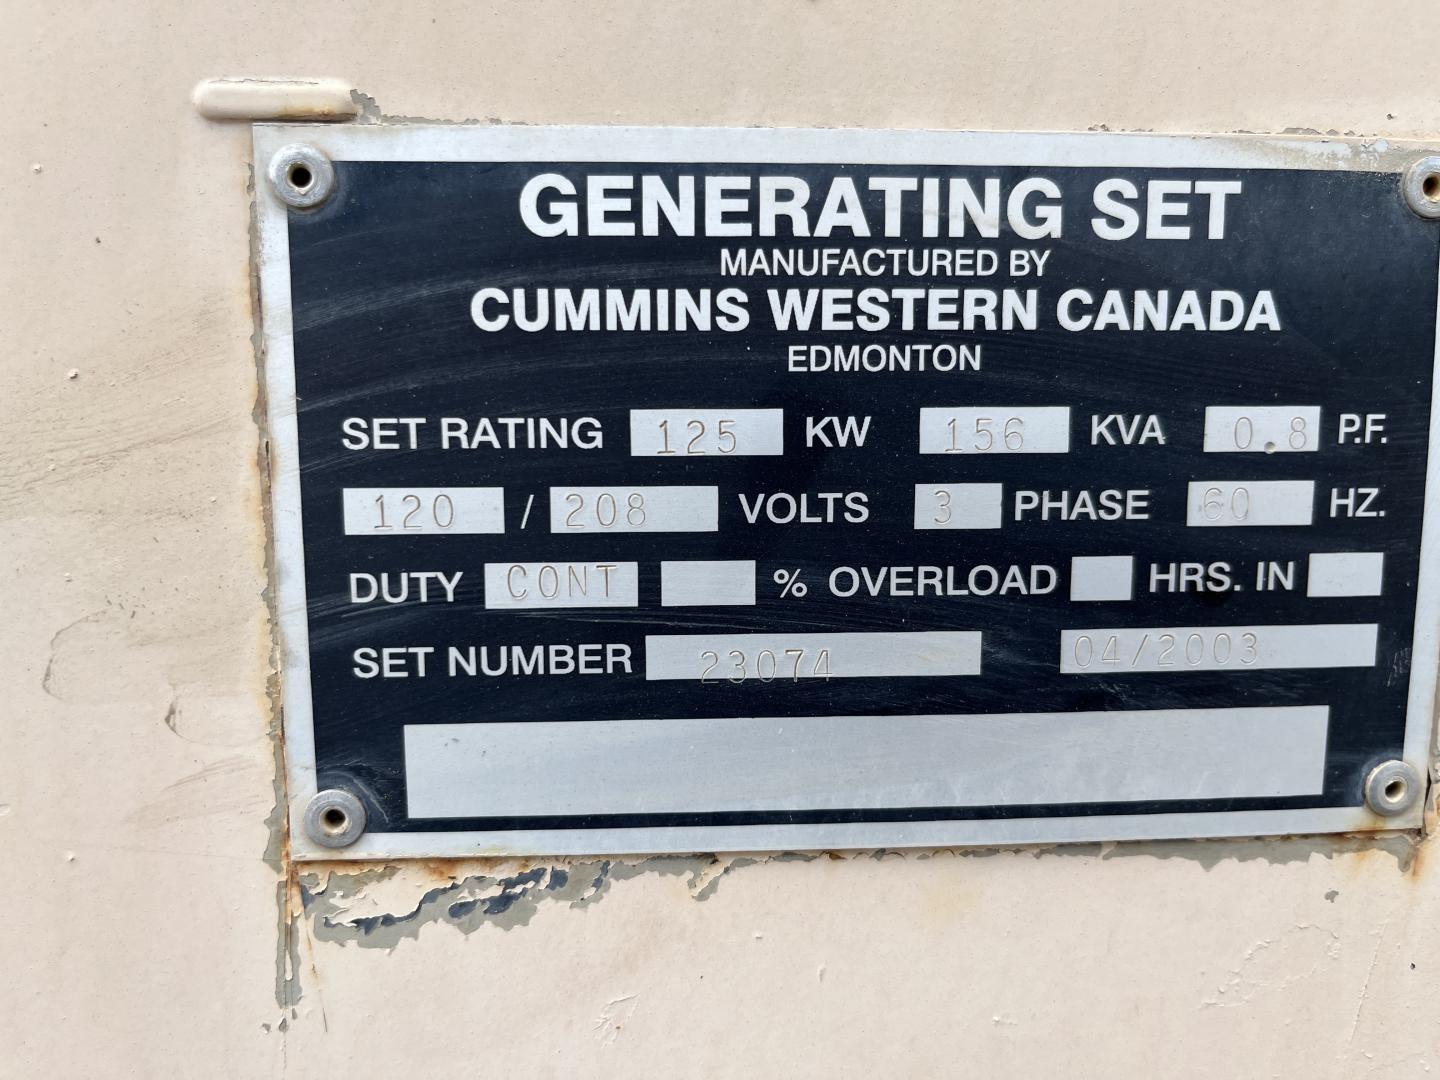 GENERATING SET
MANUFACTURED BY
CUMMINS WESTERN CANADA
EDMONTON
SET RATING 125 KW 156 KVA 0.8 P.F.
120 / 208 VOLTS 3 PHASE 60 HZ.
DUTY CONT % OVERLOAD HRS. IN
SET NUMBER 23074 04/2003